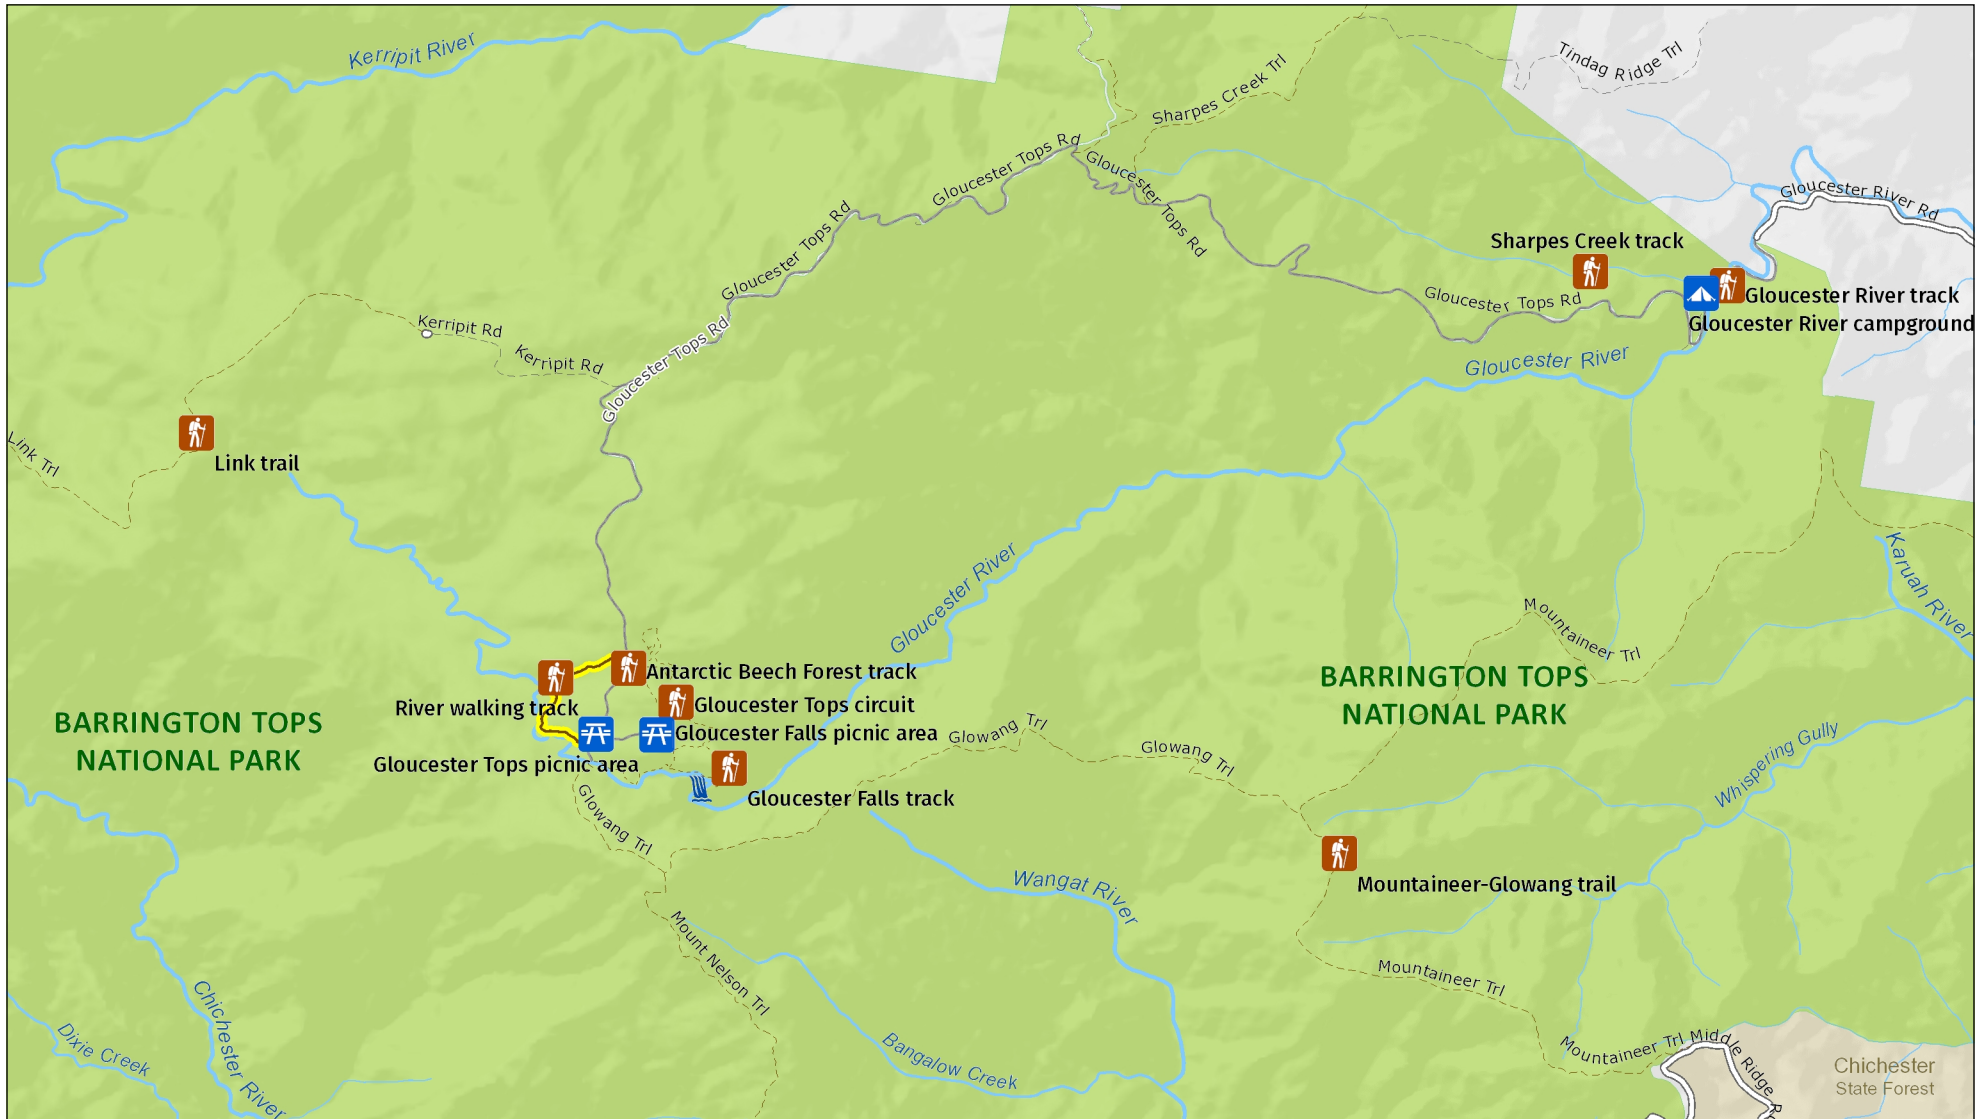 Kerripit River
Tindag Ridge Trl
Sharpes Creek Trl
Gloucester Tops Rd
Gloucester Tops Rd
Gloucester River Rd
Gloucester Tops Rd
Sharpes Creek track
Gloucester Tops Rd
Gloucester River track
Gloucester River campground
Kerripit Rd
Kerripit Rd
Gloucester Tops Rd
Gloucester River
Link Trl
Link trail
Gloucester River
Karuah River
Mountaineer Trl
Antarctic Beech Forest track
River walking track
Gloucester Tops circuit
Gloucester Falls picnic area
Gloucester Tops picnic area
Gloucester Falls track
BARRINGTON TOPS
NATIONAL PARK
BARRINGTON TOPS
NATIONAL PARK
Glowang Trl
Glowang Trl
Glowang Trl
Whispering Gully
Mountaineer-Glowang trail
Wangat River
Mount Nelson Trl
Mountaineer Trl
Chichester River
Dixie Creek
Bangalow Creek
Mountaineer Trl
Middle Ridge R
Chichester
State Forest